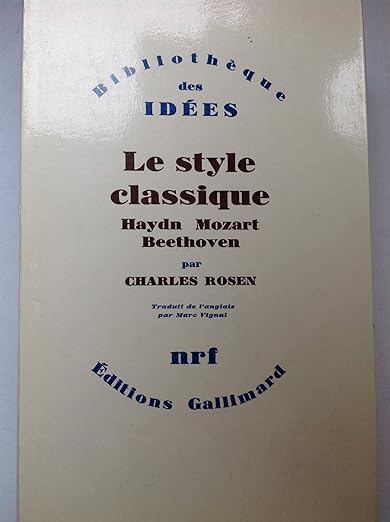 Bibliothèque
des
IDÉES
Le style
classique
Haydn Mozart
Beethoven
par
CHARLES ROSEN
Traduit de l'anglais
par Marc Vignal
nrf
Éditions Gallimard